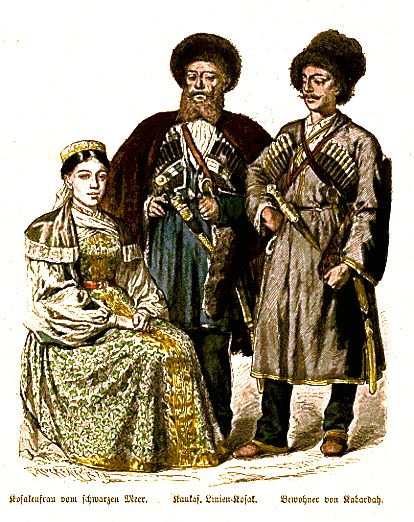 Kosakenfrau vom schwarzen Meer. Kaukas. Linien-Kosak. Bewohner von Kabardah.